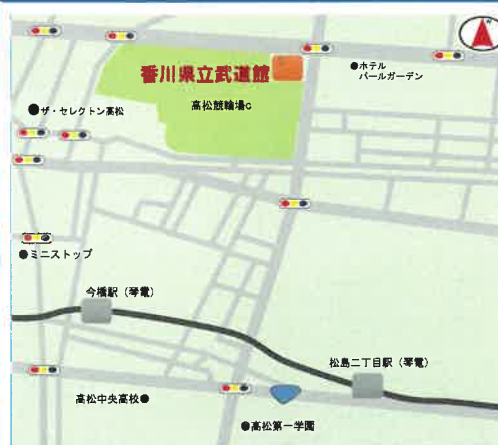 ●ホテル
パールガーデン
香川県立武道館
高松競輪場C
●ザ・セレクトン高松
●ミニストップ
今橋駅（琴電）
松島二丁目駅（琴電）
高松中央高校●
●高松第一学園